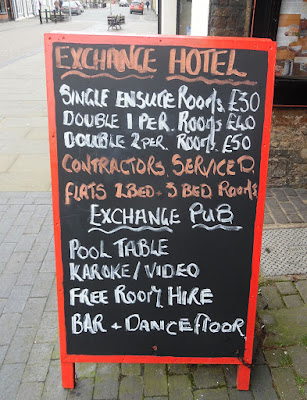 EXCHANGE HOTEL
SINGLE ENSUITE ROOMS £30
DOUBLE 1 PER. ROOMS £40
DOUBLE 2 PER. ROOMS £50
CONTRACTORS SERVICED
FLATS 1 BED + 3 BED ROOMS
EXCHANGE PUB
POOL TABLE
KAROKE/VIDEO
FREE ROOM HIRE
BAR + DANCEFLOOR